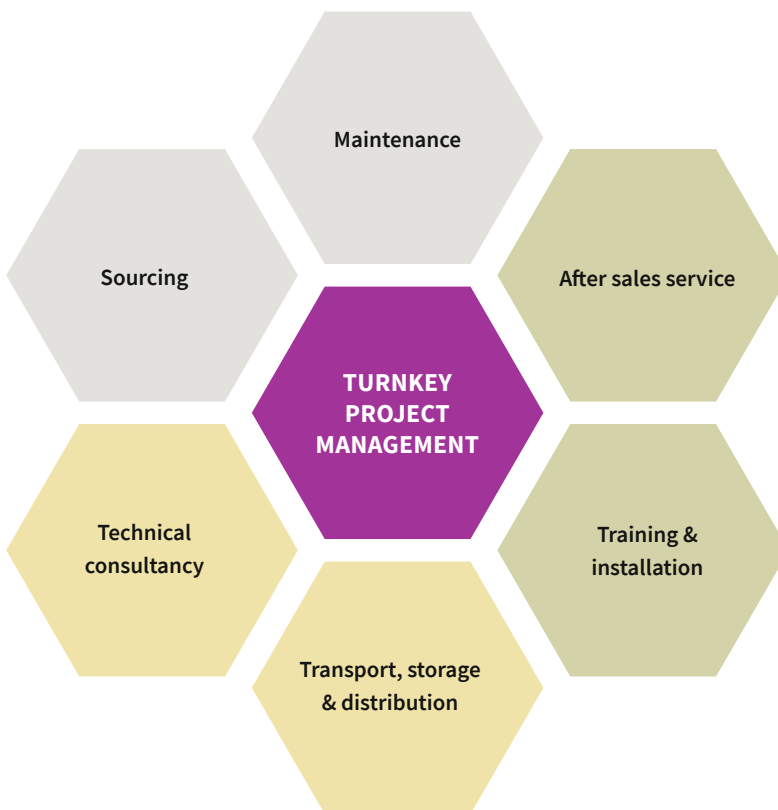 Maintenance
Sourcing
After sales service
TURNKEY
PROJECT
MANAGEMENT
Technical
consultancy
Training &
installation
Transport, storage
& distribution